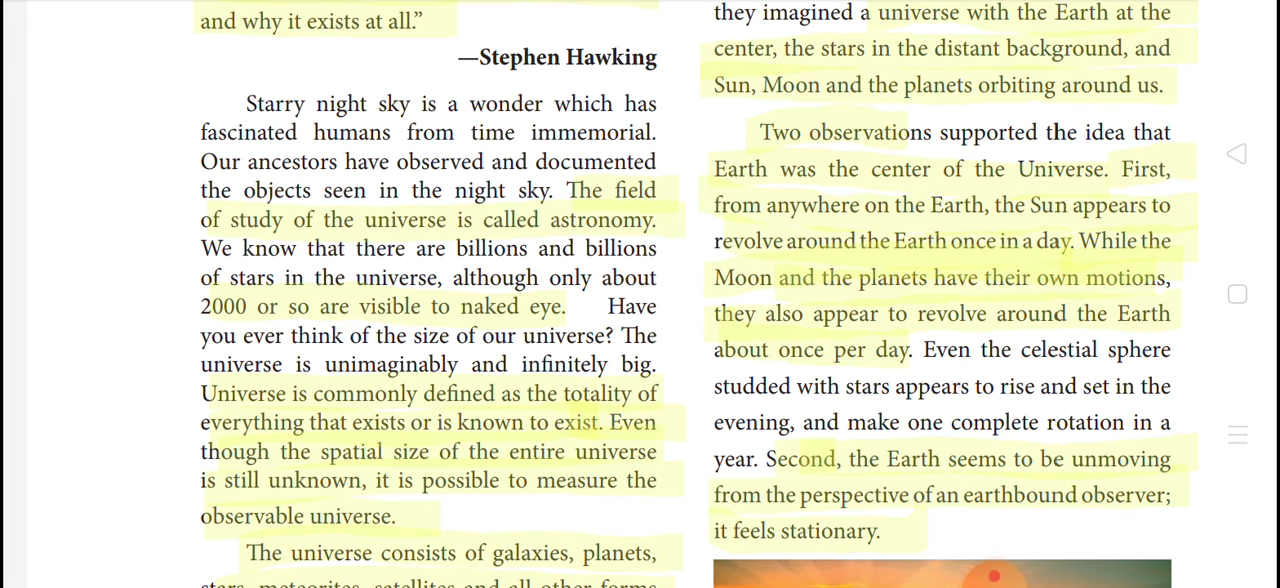 and why it exists at all.”
—Stephen Hawking
Starry night sky is a wonder which has
fascinated humans from time immemorial.
Our ancestors have observed and documented
the objects seen in the night sky. The field
of study of the universe is called astronomy.
We know that there are billions and billions
of stars in the universe, although only about
2000 or so are visible to naked eye. Have
you ever think of the size of our universe? The
universe is unimaginably and infinitely big.
Universe is commonly defined as the totality of
everything that exists or is known to exist. Even
though the spatial size of the entire universe
is still unknown, it is possible to measure the
observable universe.
The universe consists of galaxies, planets,
stars, meteorites, satellites and all other forms
they imagined a universe with the Earth at the
center, the stars in the distant background, and
Sun, Moon and the planets orbiting around us.
Two observations supported the idea that
Earth was the center of the Universe. First,
from anywhere on the Earth, the Sun appears to
revolve around the Earth once in a day. While the
Moon and the planets have their own motions,
they also appear to revolve around the Earth
about once per day. Even the celestial sphere
studded with stars appears to rise and set in the
evening, and make one complete rotation in a
year. Second, the Earth seems to be unmoving
from the perspective of an earthbound observer;
it feels stationary.